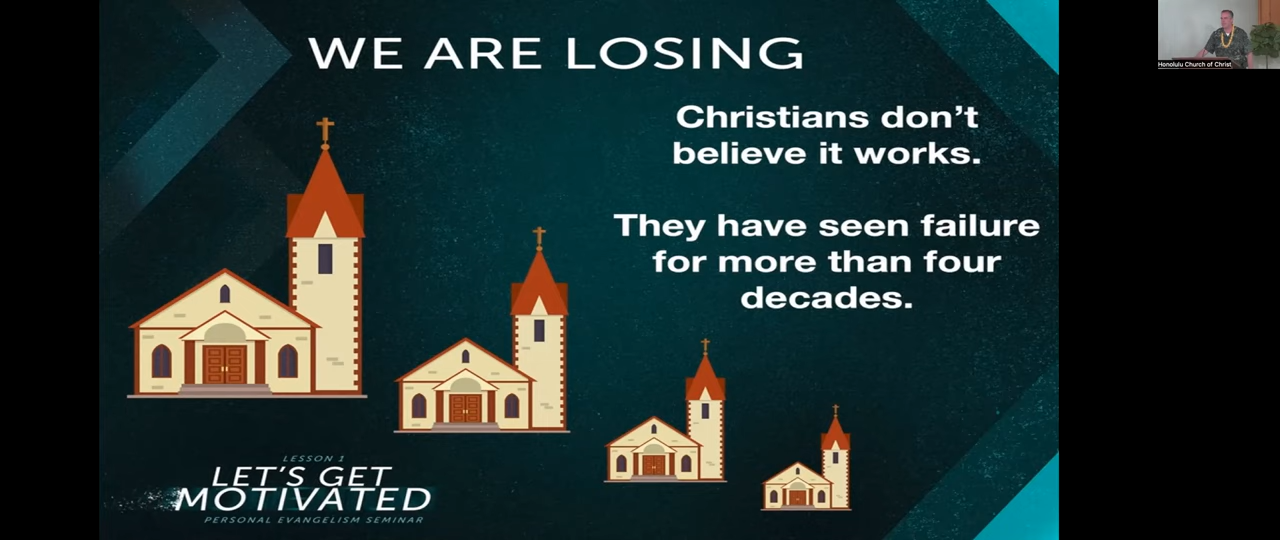 WE ARE LOSING
Christians don’t
believe it works.
They have seen failure
for more than four
decades.
LESSON 1
LET'S GET
MOTIVATED
PERSONAL EVANGELISM SEMINAR
Honolulu Church of Christ